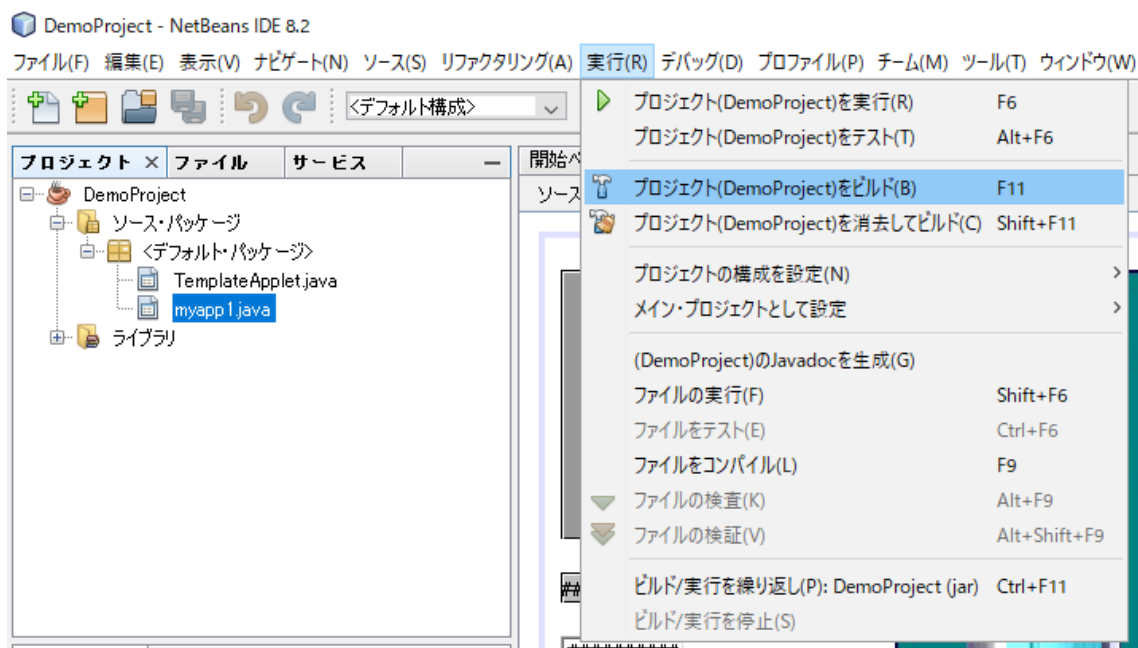 DemoProject - NetBeans IDE 8.2
ファイル(F) 編集(E) 表示(V) ナビゲート(N) ソース(S) リファクタリング(A) 実行(R) デバッグ(D) プロファイル(P) チーム(M) ツール(T) ウィンドウ(W)
<デフォルト構成>
プロジェクト ファイル サービス
DemoProject
ソース・パッケージ
<デフォルト・パッケージ>
TemplateApplet.java
myapp1.java
ライブラリ
開始ペ
ソース
プロジェクト(DemoProject)を実行(R) F6
プロジェクト(DemoProject)をテスト(T) Alt+F6
プロジェクト(DemoProject)をビルド(B) F11
プロジェクト(DemoProject)を消去してビルド(C) Shift+F11
プロジェクトの構成を設定(N)
メイン・プロジェクトとして設定
(DemoProject)のJavadocを生成(G)
ファイルの実行(F) Shift+F6
ファイルをテスト(E) Ctrl+F6
ファイルをコンパイル(L) F9
ファイルの検査(K) Alt+F9
ファイルの検証(V) Alt+Shift+F9
ビルド/実行を繰り返し(P): DemoProject (jar) Ctrl+F11
ビルド/実行を停止(S)
##